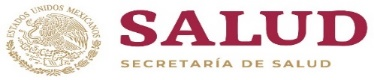 ESTADOS UNIDOS MEXICANOS
SALUD
SECRETARÍA DE SALUD